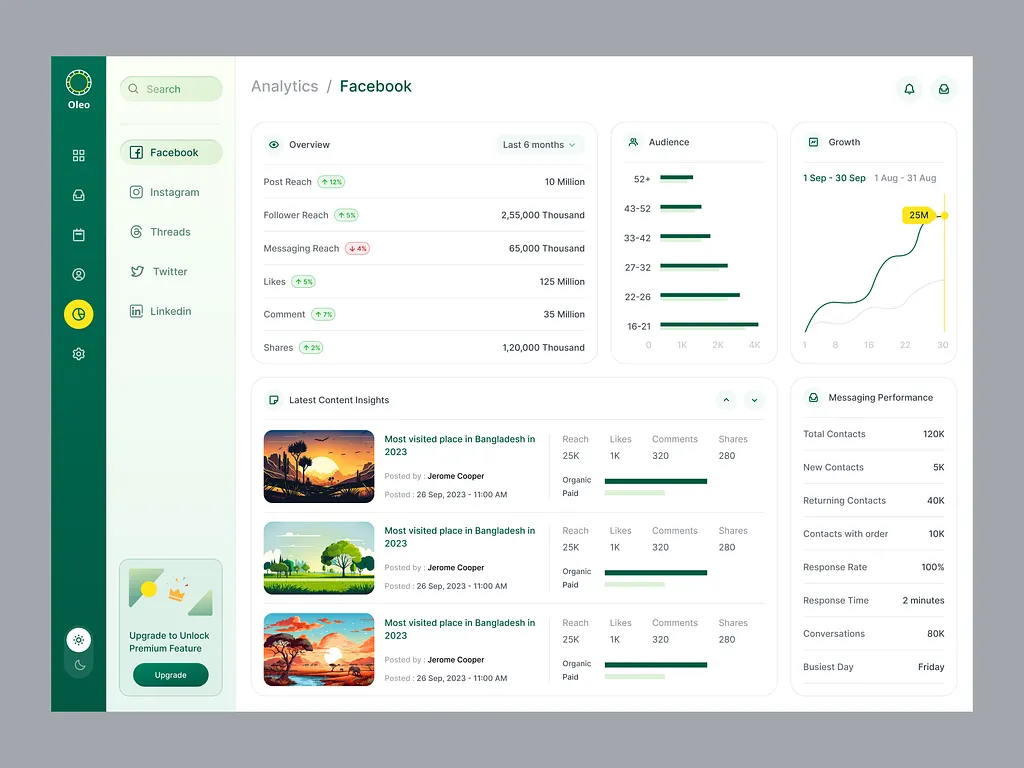 Oleo
Search
Facebook
Instagram
Threads
Twitter
Linkedin
Upgrade to Unlock
Premium Feature
Upgrade
Analytics / Facebook
Overview
Last 6 months
Post Reach 12% 10 Million
Follower Reach 5% 2,55,000 Thousand
Messaging Reach 4% 65,000 Thousand
Likes 5% 125 Million
Comment 7% 35 Million
Shares 2% 1,20,000 Thousand
Audience
52+
43-52
33-42
27-32
22-26
16-21
0 1K 2K 4K
Growth
1 Sep - 30 Sep 1 Aug - 31 Aug
25M
1 8 16 22 30
Latest Content Insights
Most visited place in Bangladesh in
2023
Posted by : Jerome Cooper
Posted : 26 Sep, 2023 - 11:00 AM
Reach Likes Comments Shares
25K 1K 320 280
Organic
Paid
Most visited place in Bangladesh in
2023
Posted by : Jerome Cooper
Posted : 26 Sep, 2023 - 11:00 AM
Reach Likes Comments Shares
25K 1K 320 280
Organic
Paid
Most visited place in Bangladesh in
2023
Posted by : Jerome Cooper
Posted : 26 Sep, 2023 - 11:00 AM
Reach Likes Comments Shares
25K 1K 320 280
Organic
Paid
Messaging Performance
Total Contacts 120K
New Contacts 5K
Returning Contacts 40K
Contacts with order 10K
Response Rate 100%
Response Time 2 minutes
Conversations 80K
Busiest Day Friday